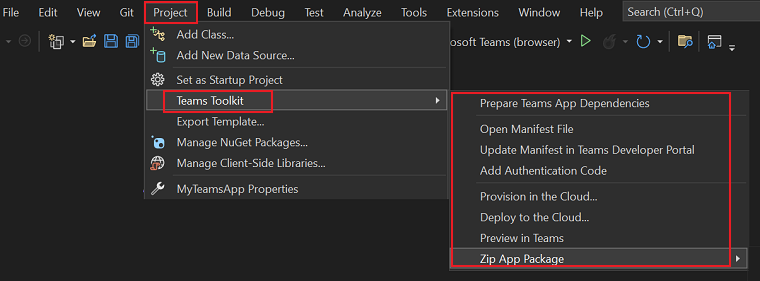 File Edit View Git Project Build Debug Test Analyze Tools Extensions Window Help Search (Ctrl+Q)
Add Class...
Add New Data Source...
osoft Teams (browser)
Set as Startup Project
Teams Toolkit
Export Template...
Manage NuGet Packages...
Manage Client-Side Libraries...
MyTeamsApp Properties
Prepare Teams App Dependencies
Open Manifest File
Update Manifest in Teams Developer Portal
Add Authentication Code
Provision in the Cloud...
Deploy to the Cloud...
Preview in Teams
Zip App Package